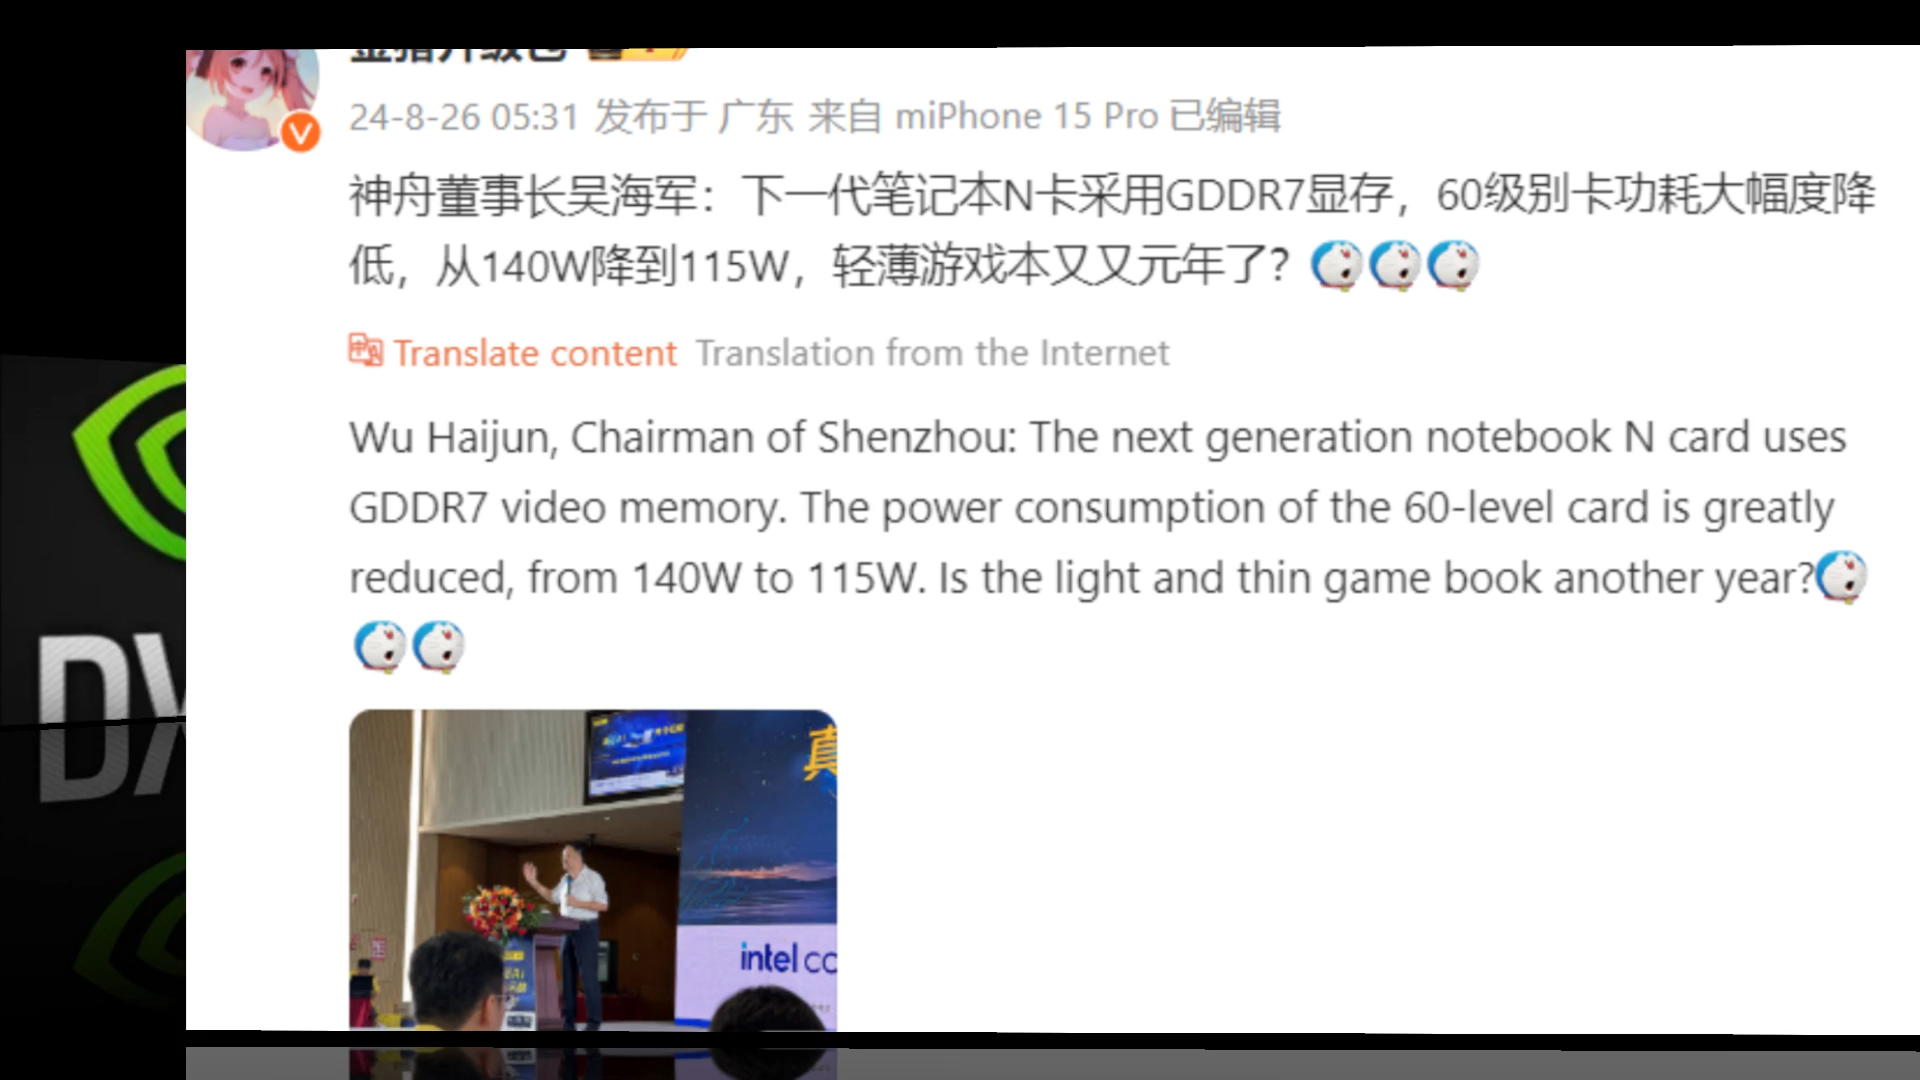 24-8-26 05:31 发布于 广东 来自 miPhone 15 Pro 已编辑
神舟董事长吴海军：下一代笔记本N卡采用GDDR7显存，60级别卡功耗大幅度降
低，从140W降到115W，轻薄游戏本又又元年了？
Translate content Translation from the Internet
Wu Haijun, Chairman of Shenzhou: The next generation notebook N card uses
GDDR7 video memory. The power consumption of the 60-level card is greatly
reduced, from 140W to 115W. Is the light and thin game book another year?
真
intel co